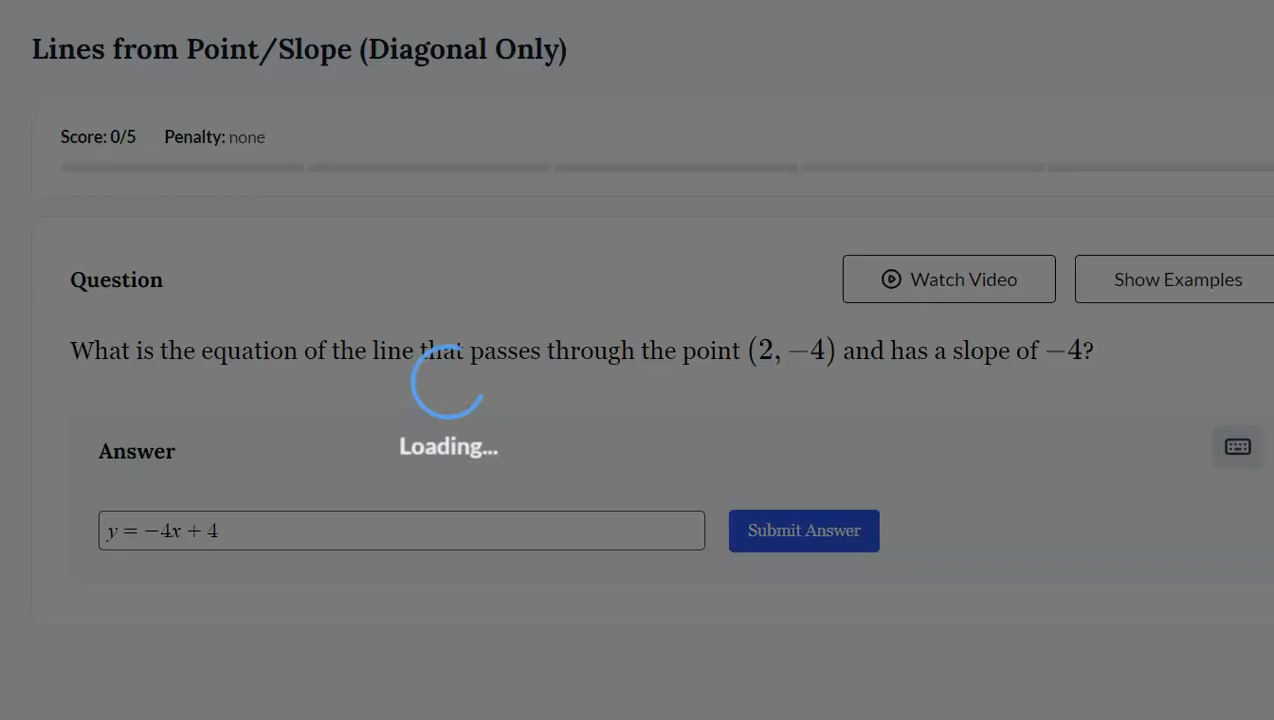 Lines from Point/Slope (Diagonal Only)
Score: 0/5 Penalty: none
Question
Watch Video
Show Examples
What is the equation of the line that passes through the point (2, −4) and has a slope of −4?
Loading...
Answer
y = −4x + 4
Submit Answer